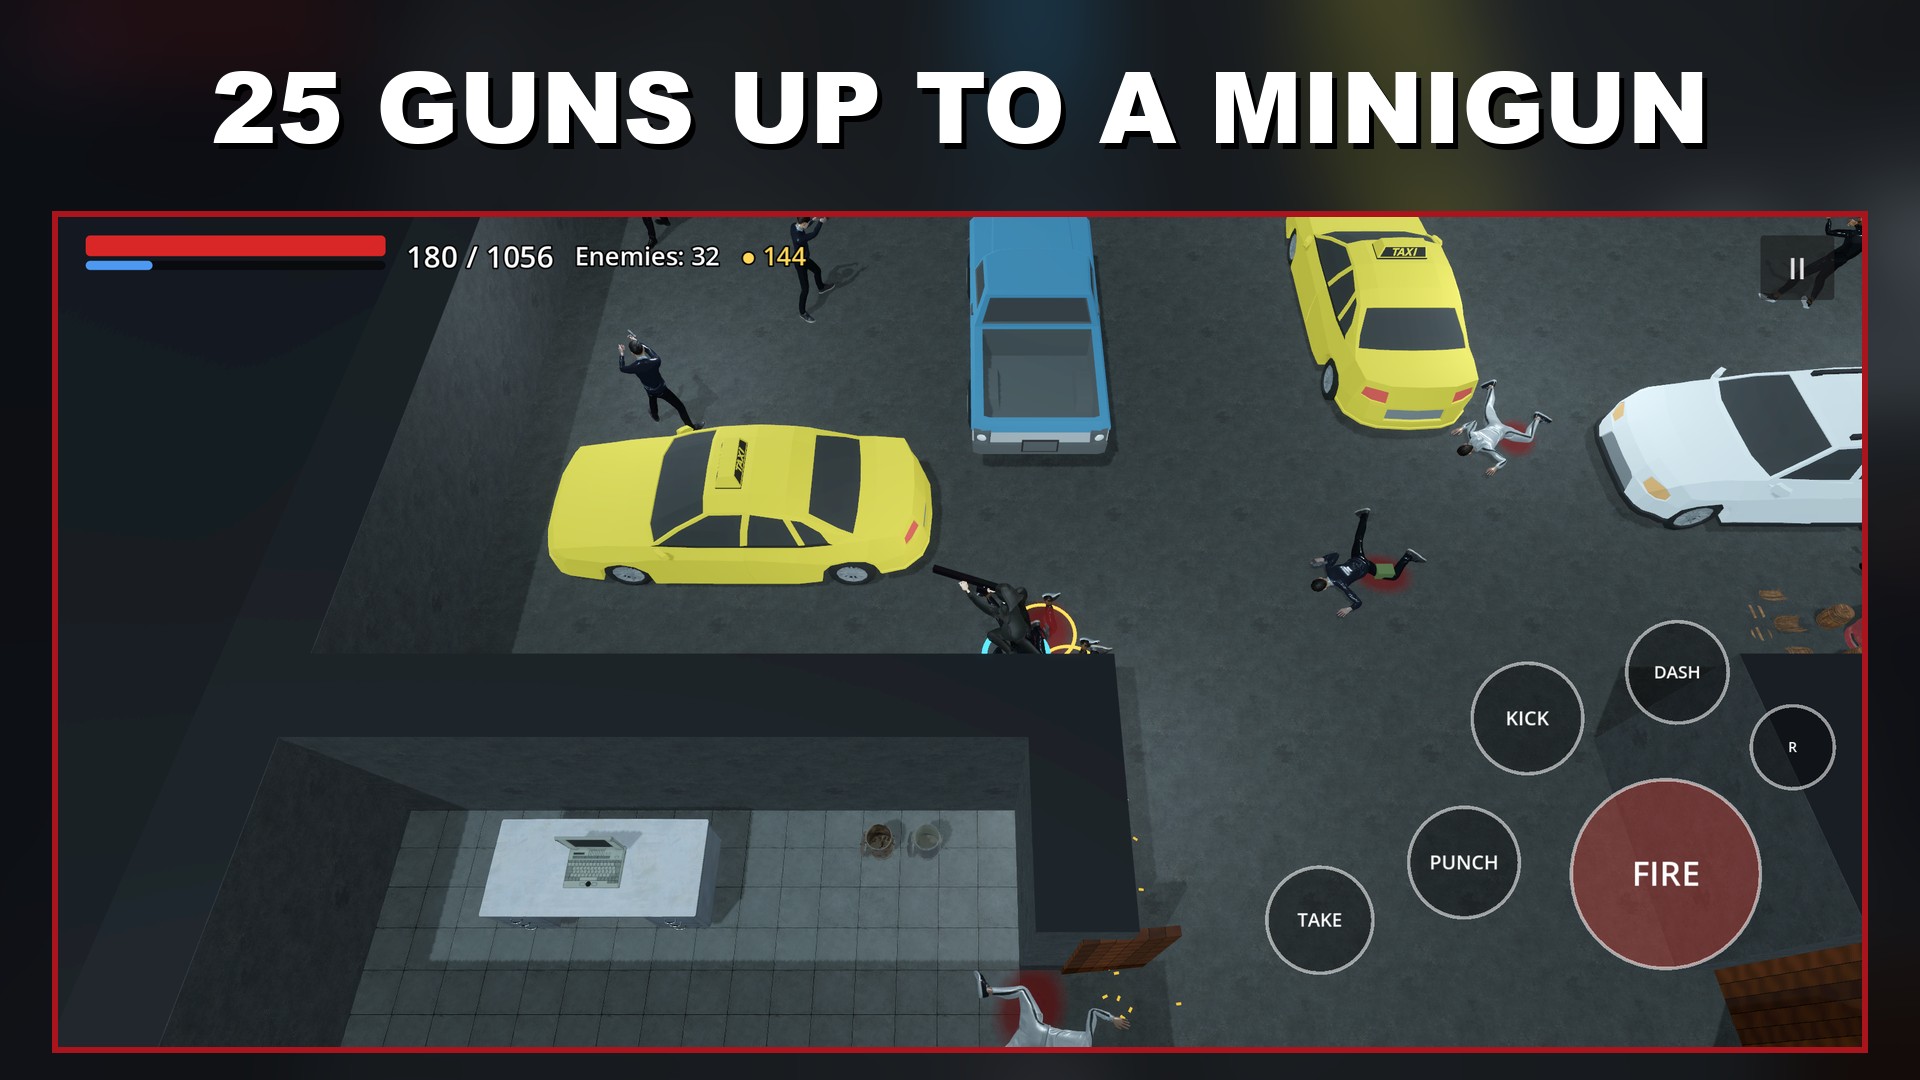 25 GUNS UP TO A MINIGUN
180 / 1056 Enemies: 32 144
TAXI
TAXI
DASH
KICK
R
PUNCH
FIRE
TAKE